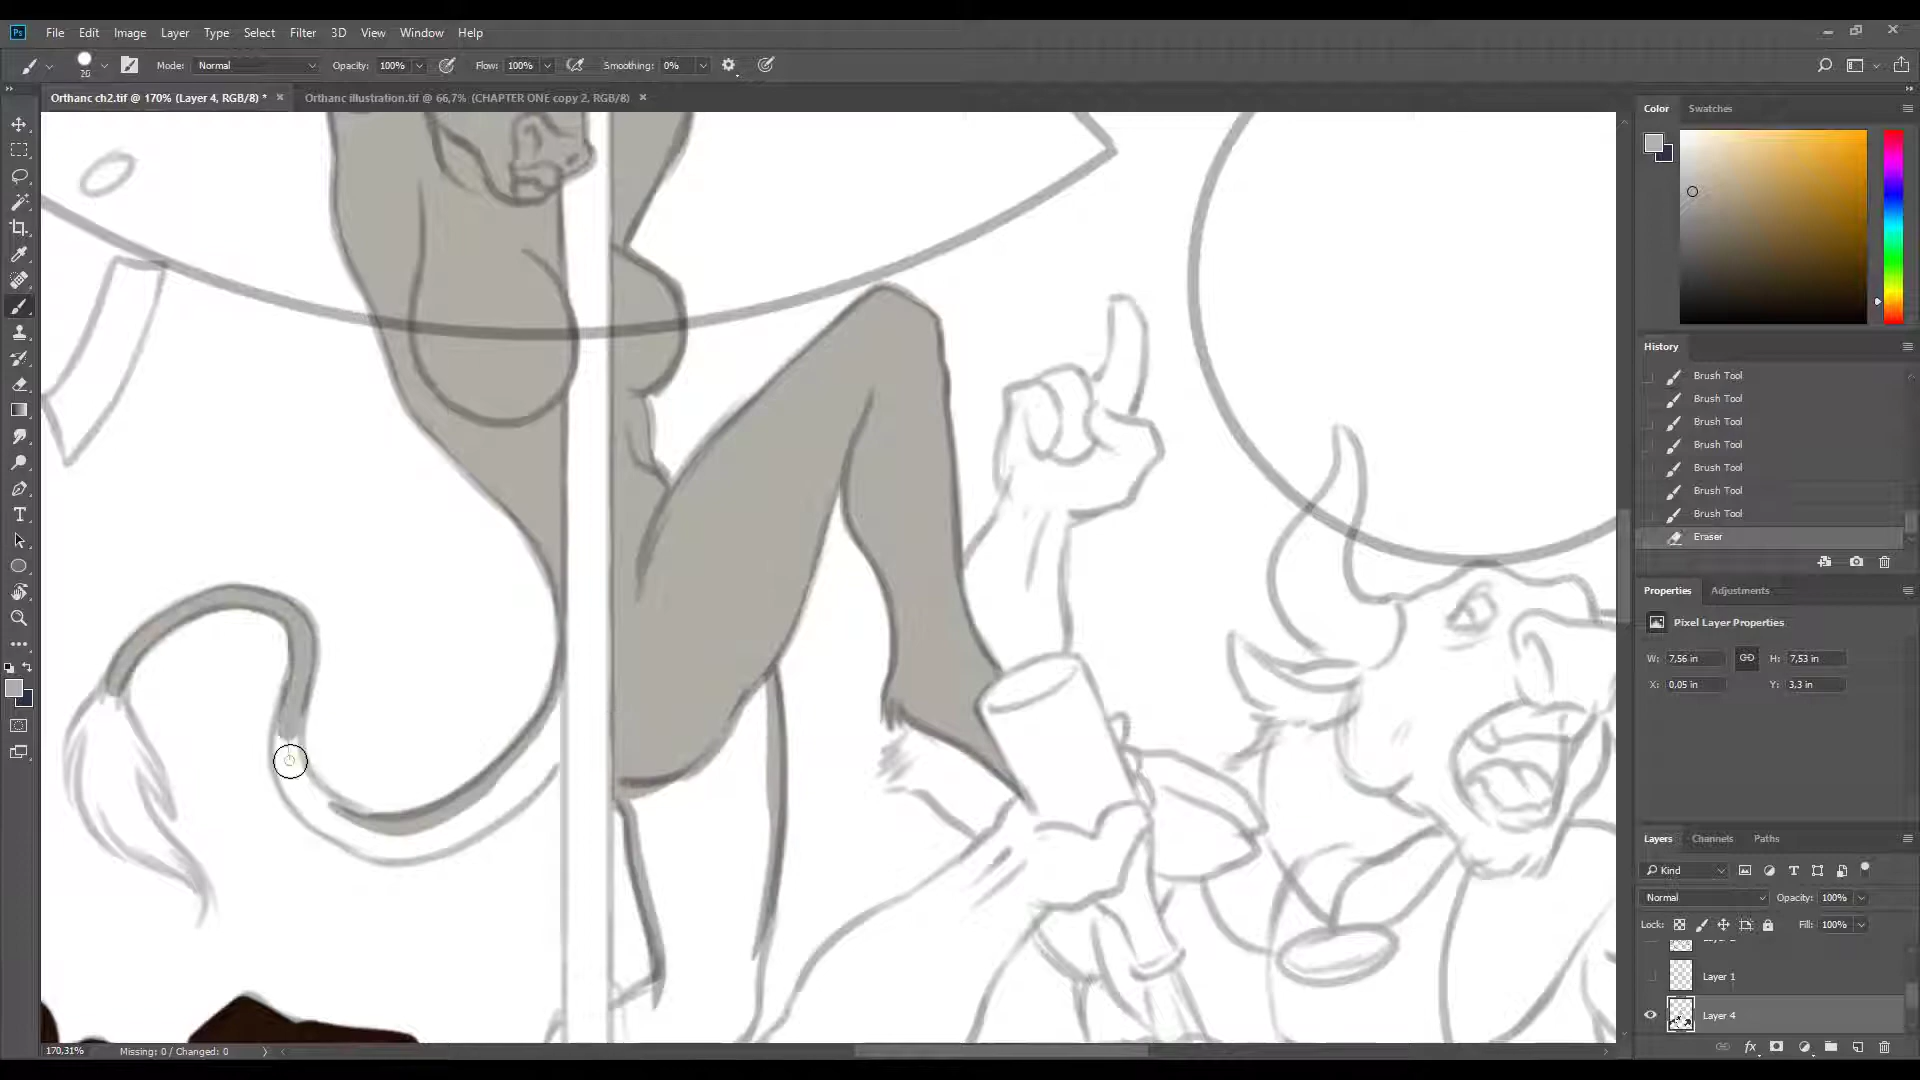 Ps File Edit Image Layer Type Select Filter 3D View Window Help
26 Mode: Normal Opacity: 100% Flow: 100% Smoothing: 0%
Orthanc ch2.tif @ 170% (Layer 4, RGB/8) * × Orthanc illustration.tif @ 66,7% (CHAPTER ONE copy 2, RGB/8) ×
Color Swatches
History
Brush Tool
Brush Tool
Brush Tool
Brush Tool
Brush Tool
Brush Tool
Brush Tool
Eraser
Properties Adjustments
Pixel Layer Properties
W: 7,56 in H: 7,53 in
X: 0,05 in Y: 3,3 in
Layers Channels Paths
Kind
Normal Opacity: 100%
Lock: Fill: 100%
Layer 1
Layer 4
fx
170,31% Missing: 0 / Changed: 0